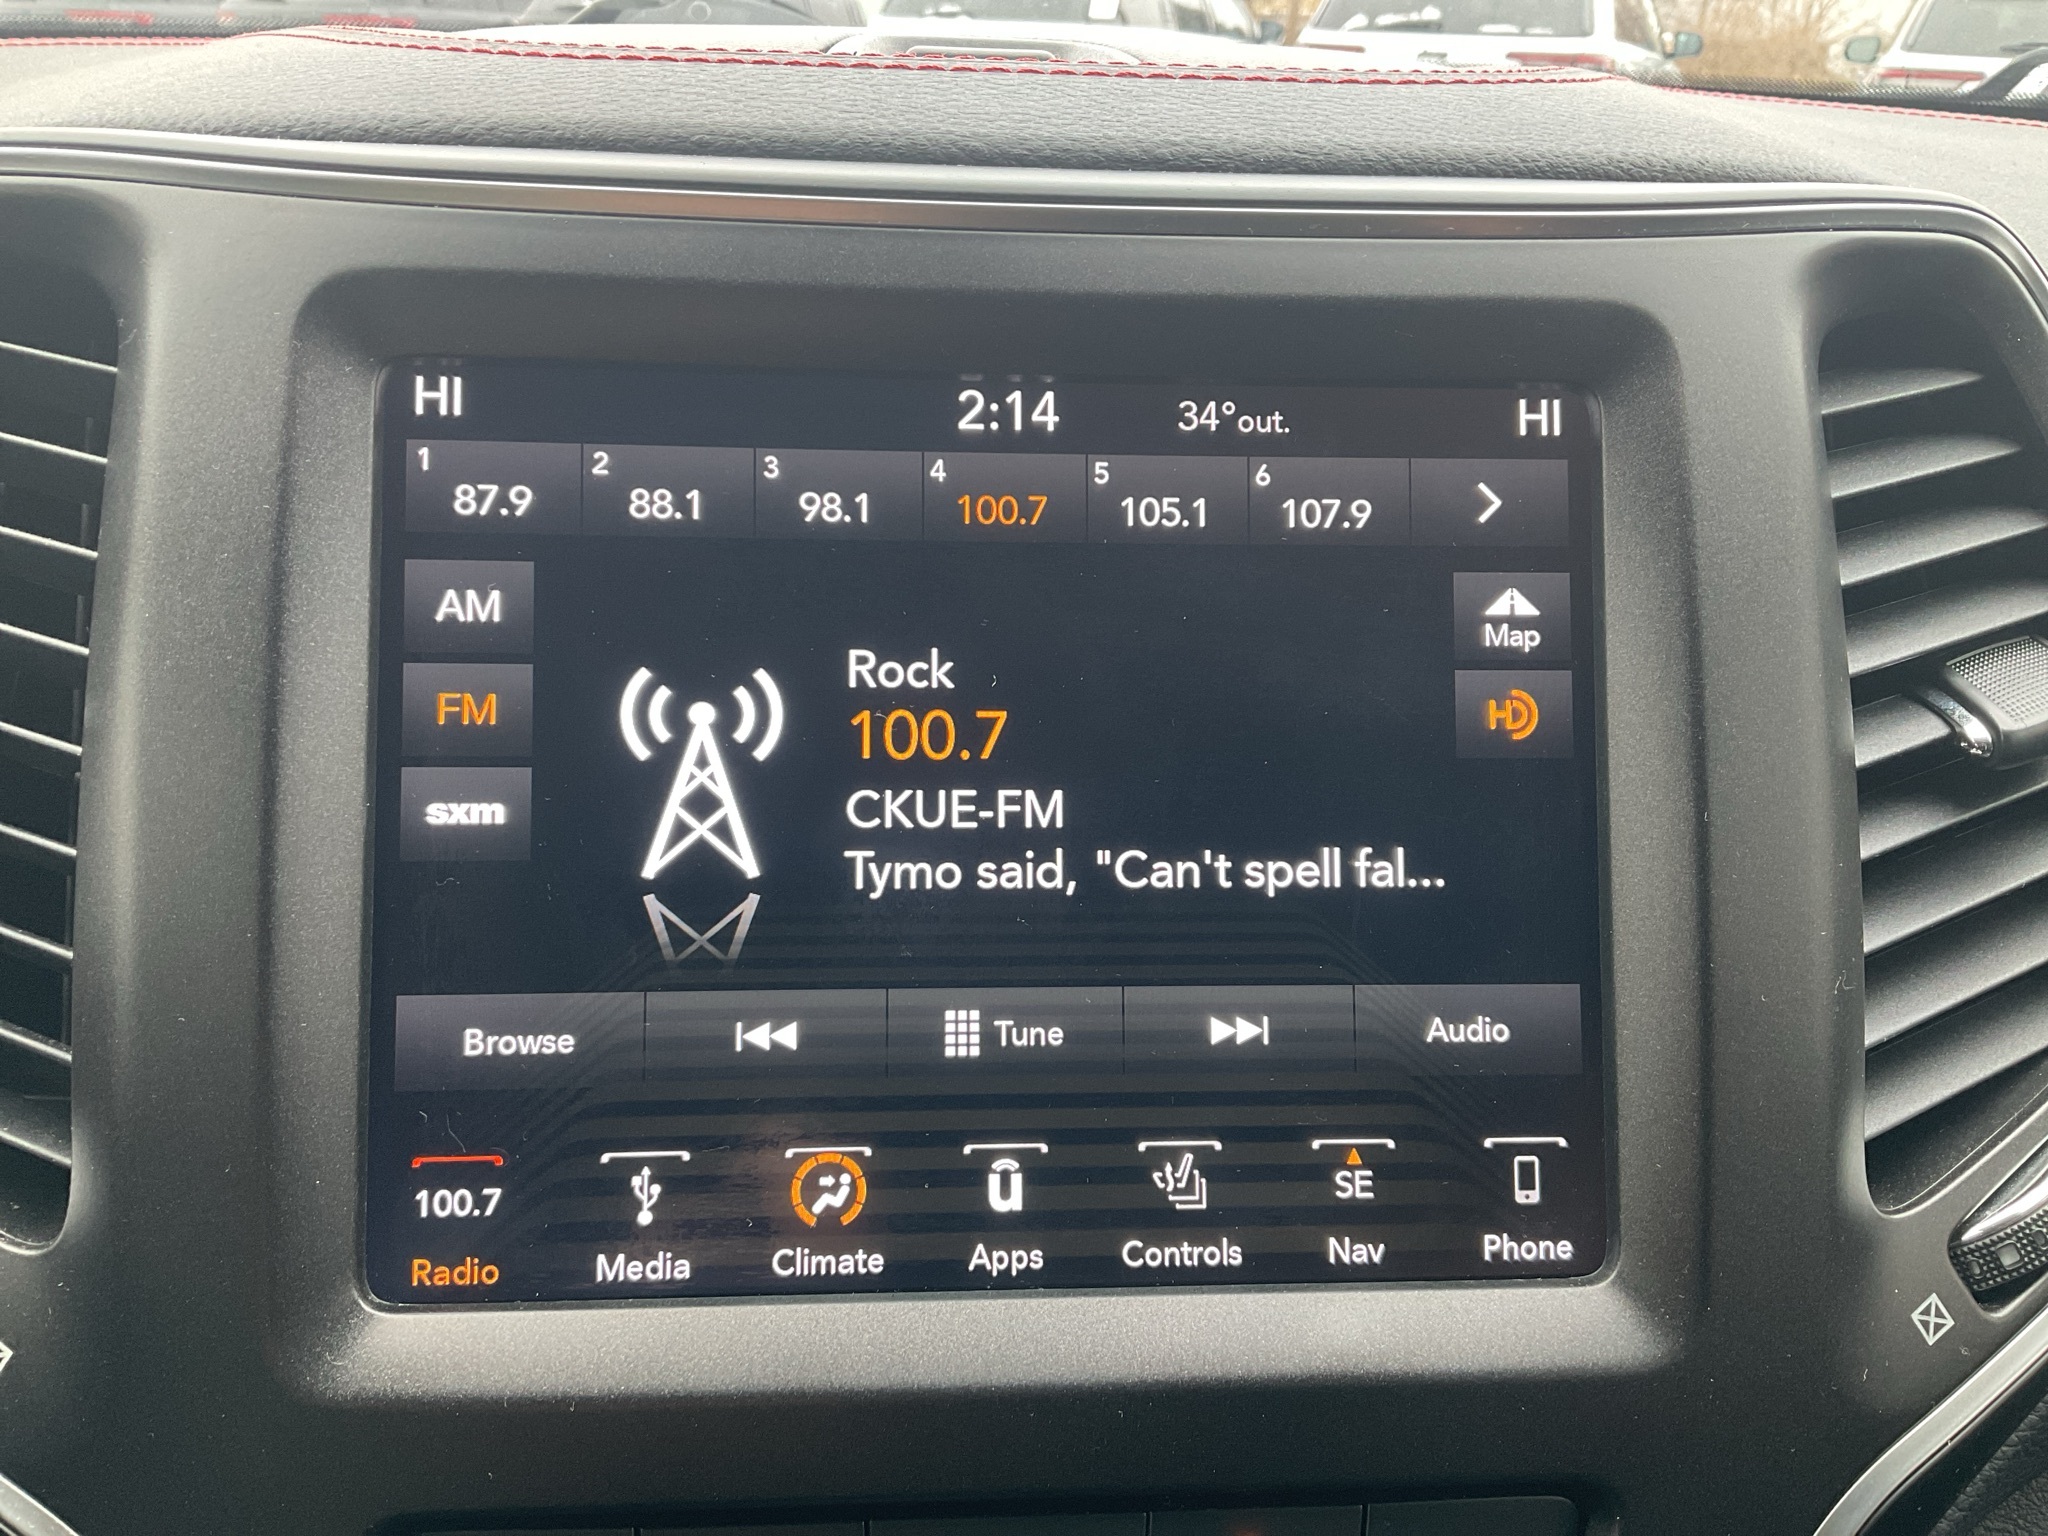 HI 2:14 34°out. HI
1 2 3 4 5 6
87.9 88.1 98.1 100.7 105.1 107.9
AM
Map
Rock
FM
100.7
HD
sxm
CKUE-FM
Tymo said, "Can't spell fal...
Browse Tune Audio
100.7 u SE
Radio Media Climate Apps Controls Nav Phone